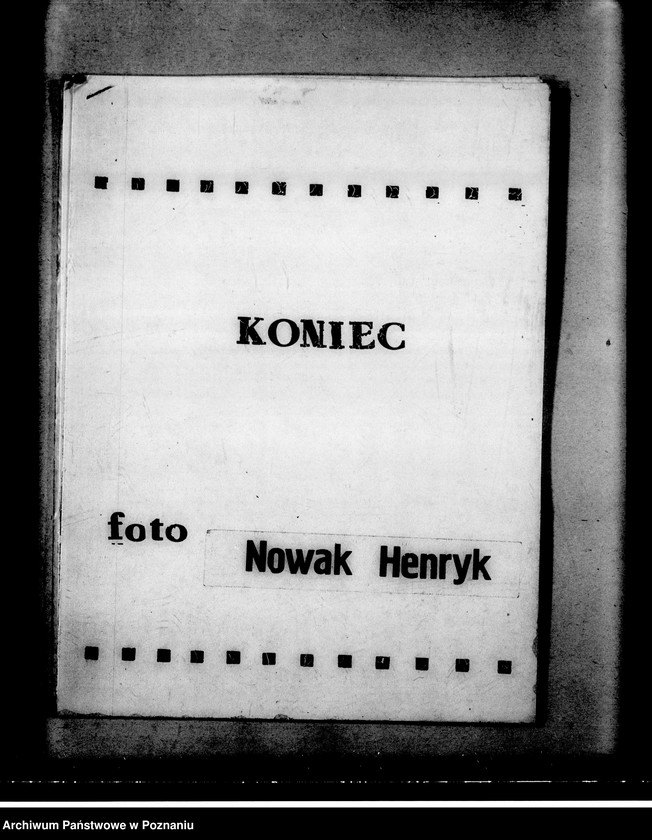 KONIEC
foto Nowak Henryk
Archiwum Państwowe w Poznaniu